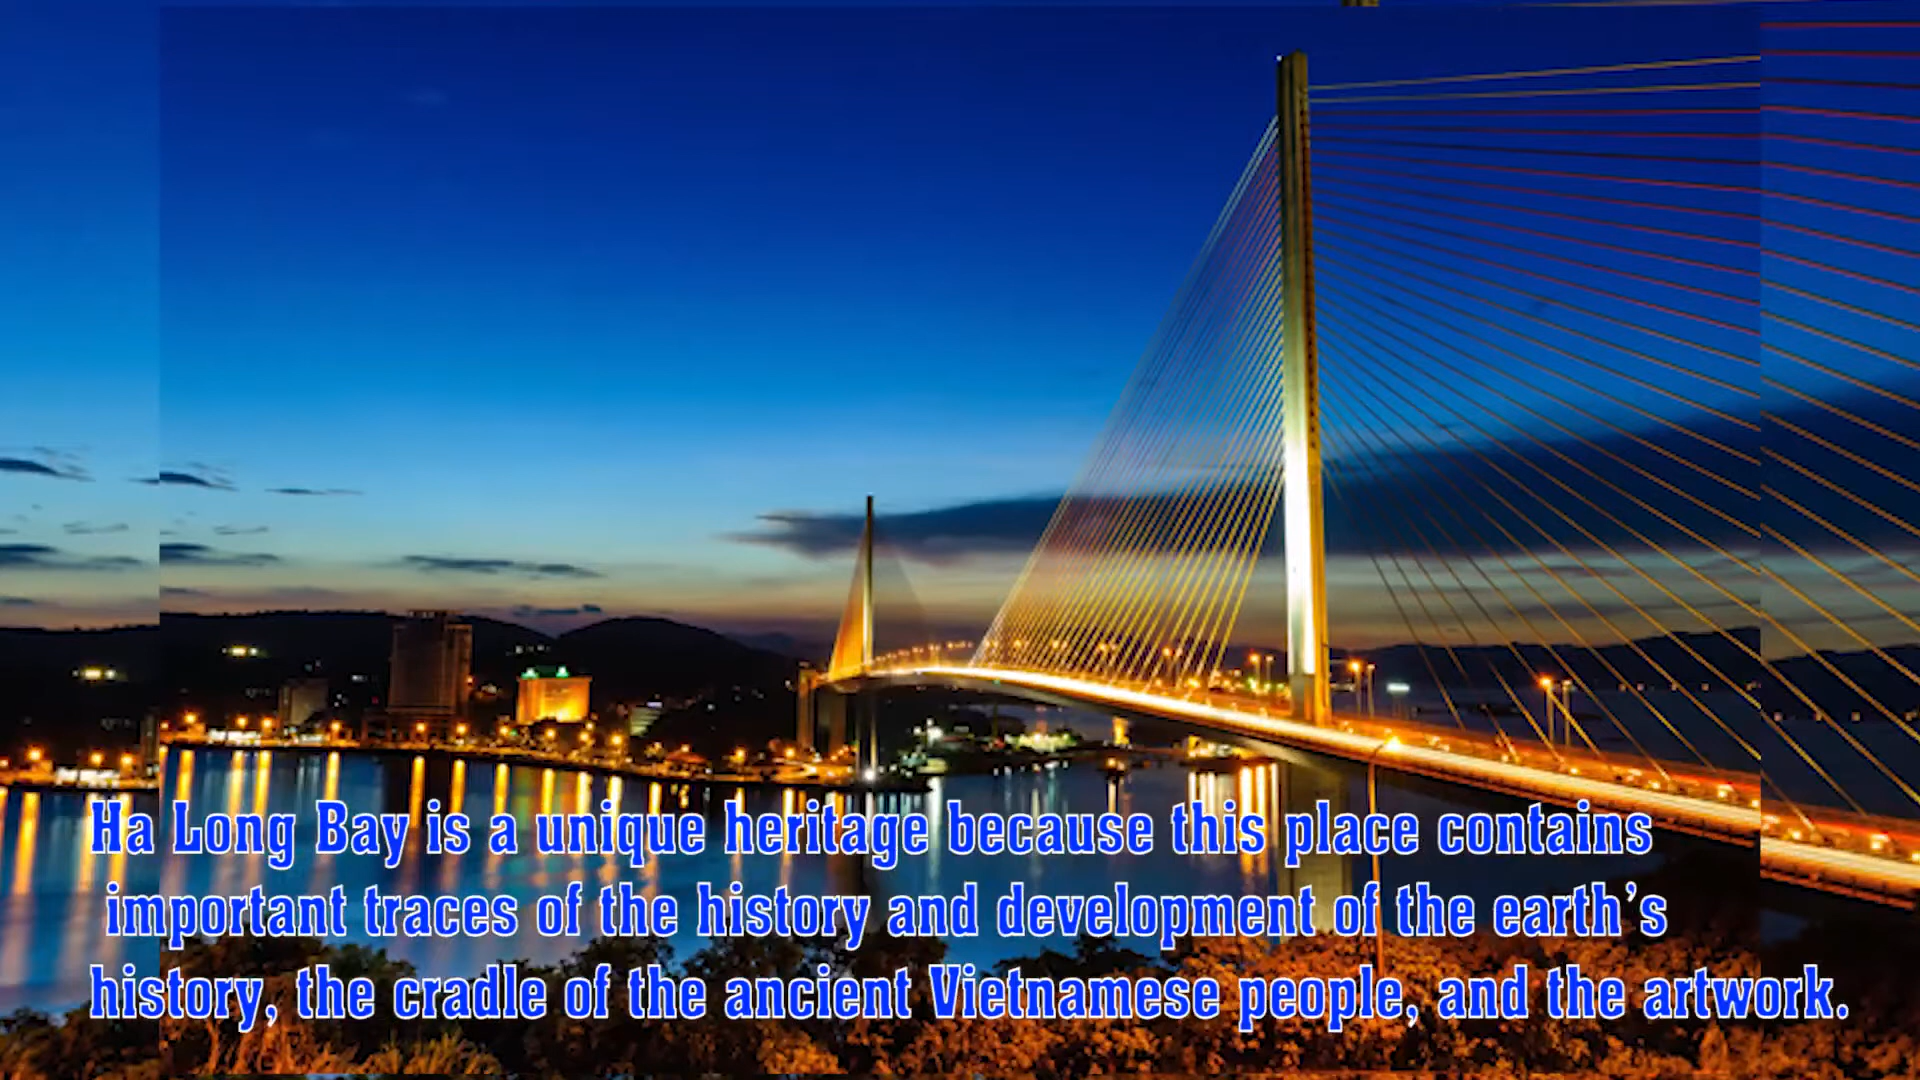 Ha Long Bay is a unique heritage because this place contains
important traces of the history and development of the earth's
history, the cradle of the ancient Vietnamese people, and the artwork.